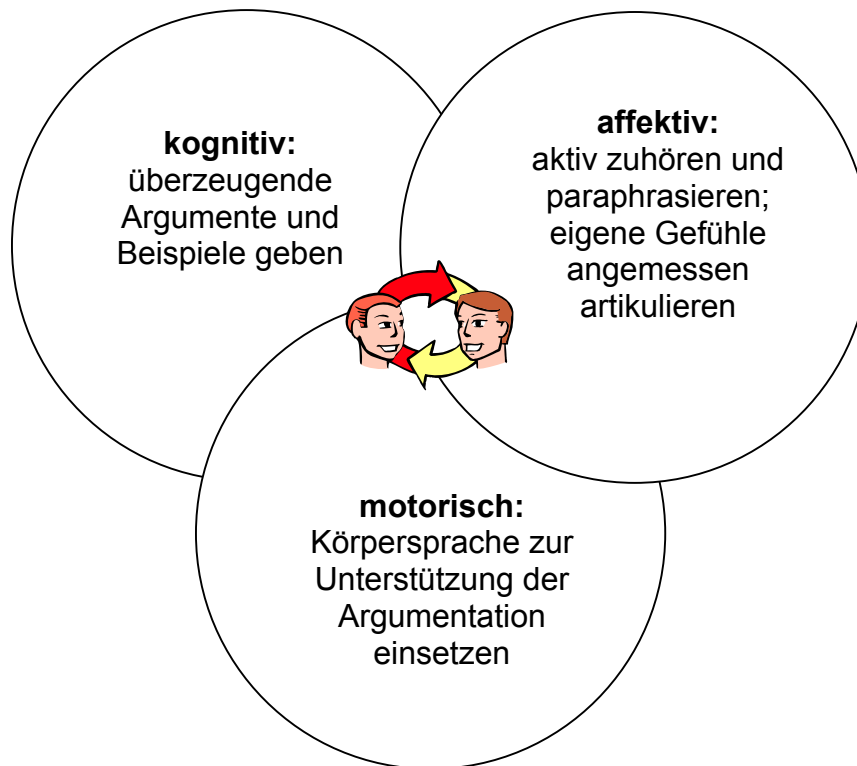 kognitiv:
überzeugende
Argumente und
Beispiele geben
affektiv:
aktiv zuhören und
paraphrasieren;
eigene Gefühle
angemessen
artikulieren
motorisch:
Körpersprache zur
Unterstützung der
Argumentation
einsetzen